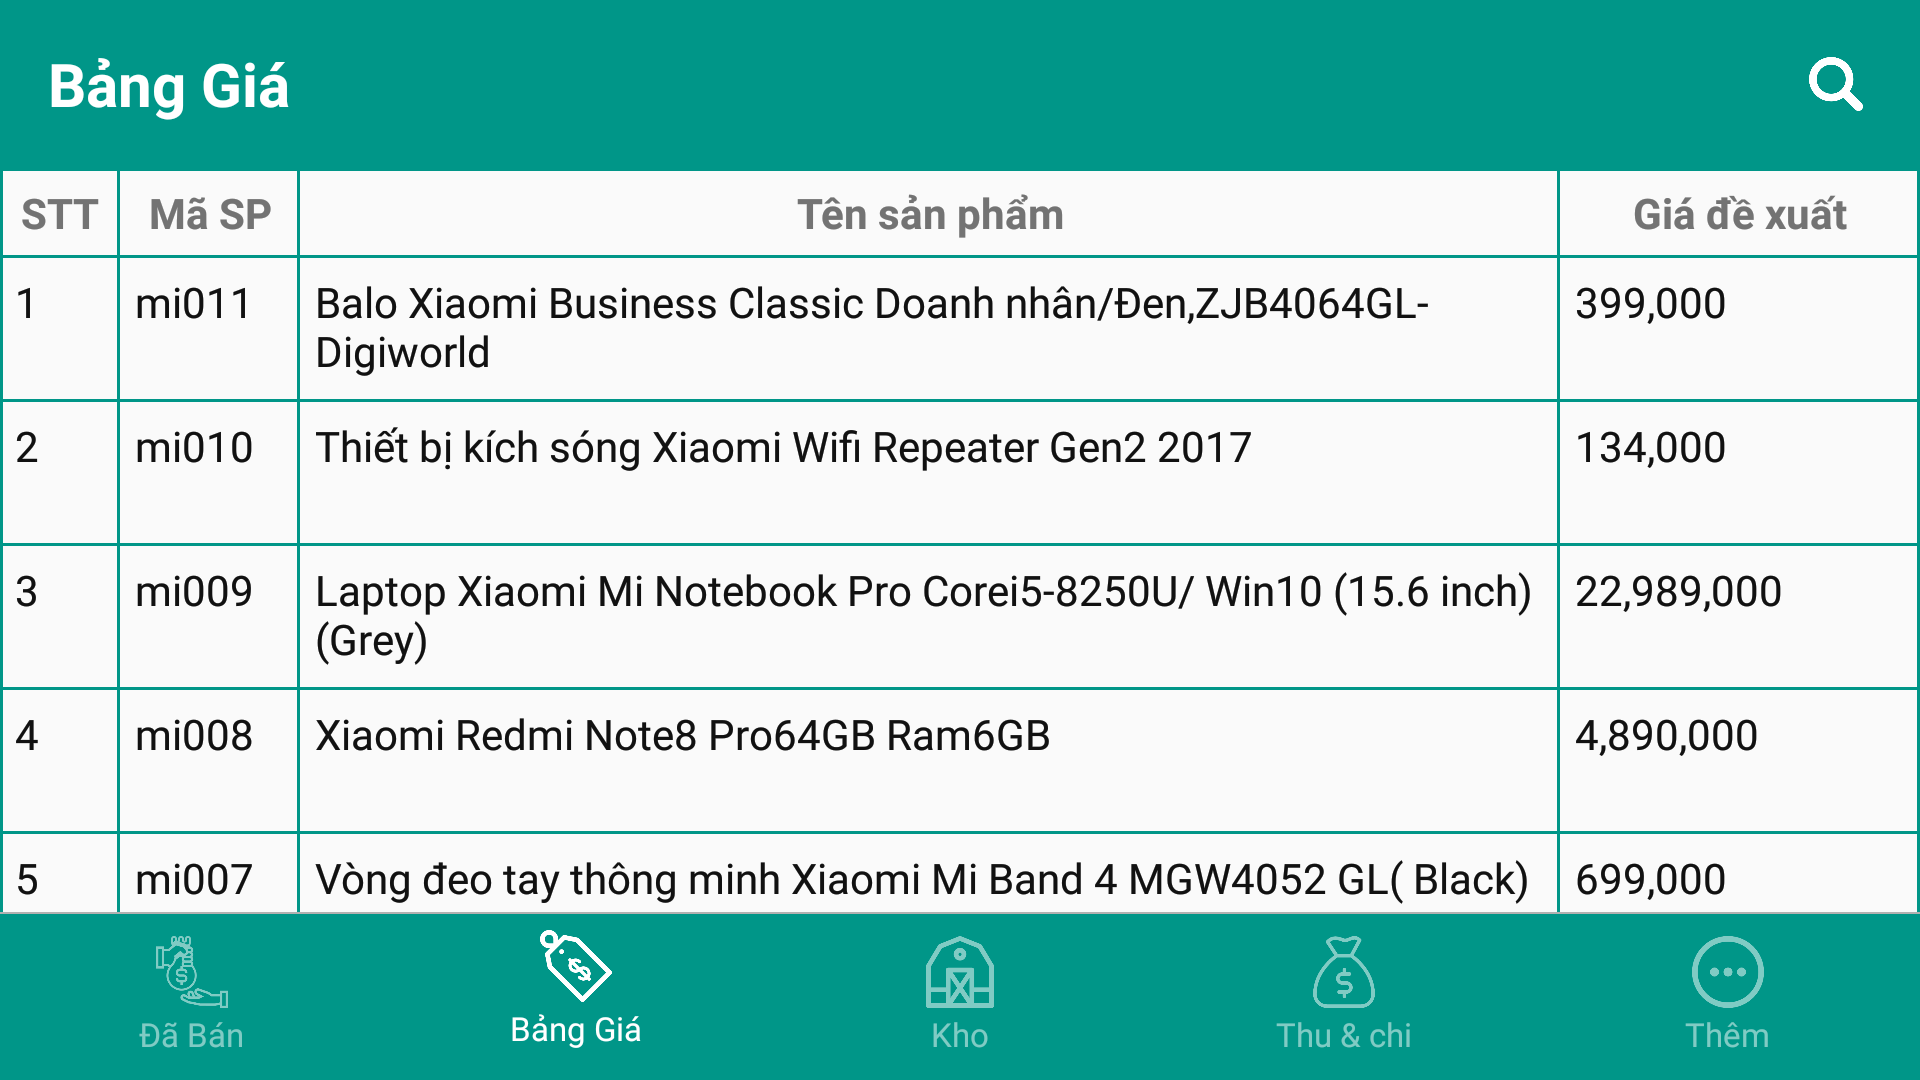 Bảng Giá
STT Mã SP Tên sản phẩm Giá đề xuất
1 mi011 Balo Xiaomi Business Classic Doanh nhân/Đen,ZJB4064GL- 399,000
Digiworld
2 mi010 Thiết bị kích sóng Xiaomi Wifi Repeater Gen2 2017 134,000
3 mi009 Laptop Xiaomi Mi Notebook Pro Corei5-8250U/ Win10 (15.6 inch) 22,989,000
(Grey)
4 mi008 Xiaomi Redmi Note8 Pro64GB Ram6GB 4,890,000
5 mi007 Vòng đeo tay thông minh Xiaomi Mi Band 4 MGW4052 GL( Black) 699,000
Đã Bán Bảng Giá Kho Thu & chi Thêm